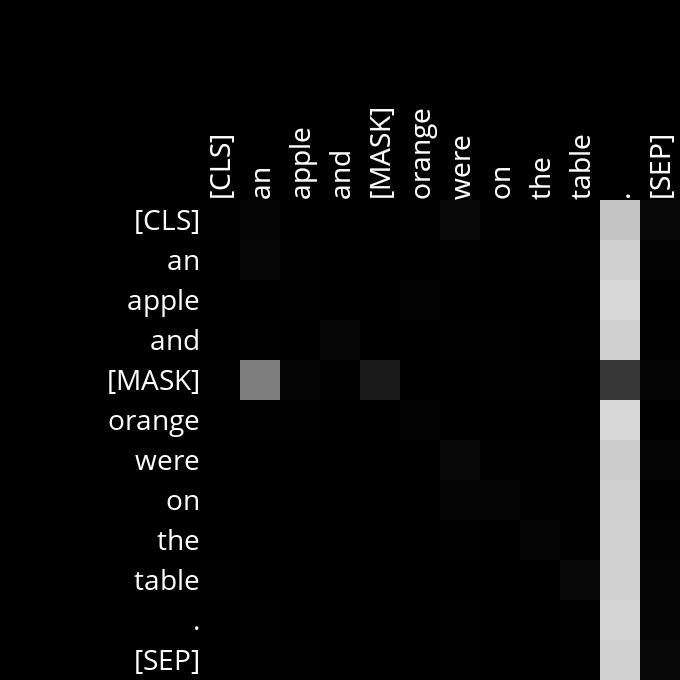 [CLS] an apple and [MASK] orange were on the table . [SEP]
[CLS]
an
apple
and
[MASK]
orange
were
on
the
table
.
[SEP]